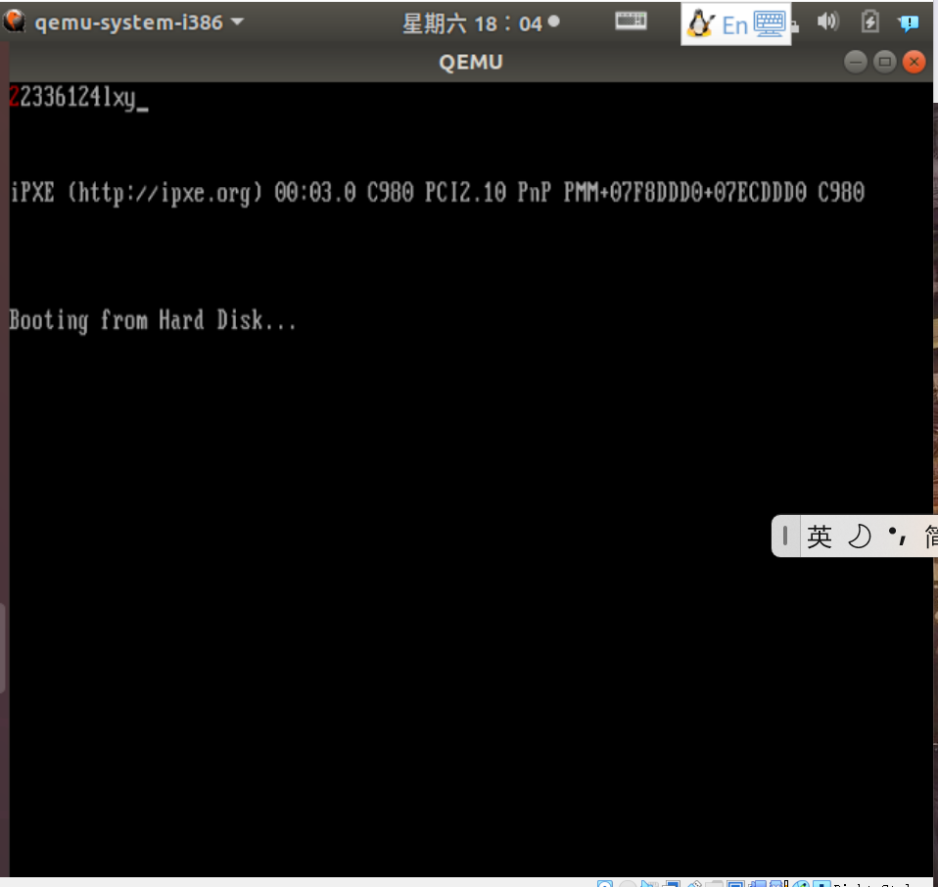 qemu-system-i386
星期六 18：04
En
QEMU
22336124lxy_
iPXE (http://ipxe.org) 00:03.0 C980 PCI2.10 PnP PMM+07F8DDD0+07ECDDD0 C980
Booting from Hard Disk...
英
简